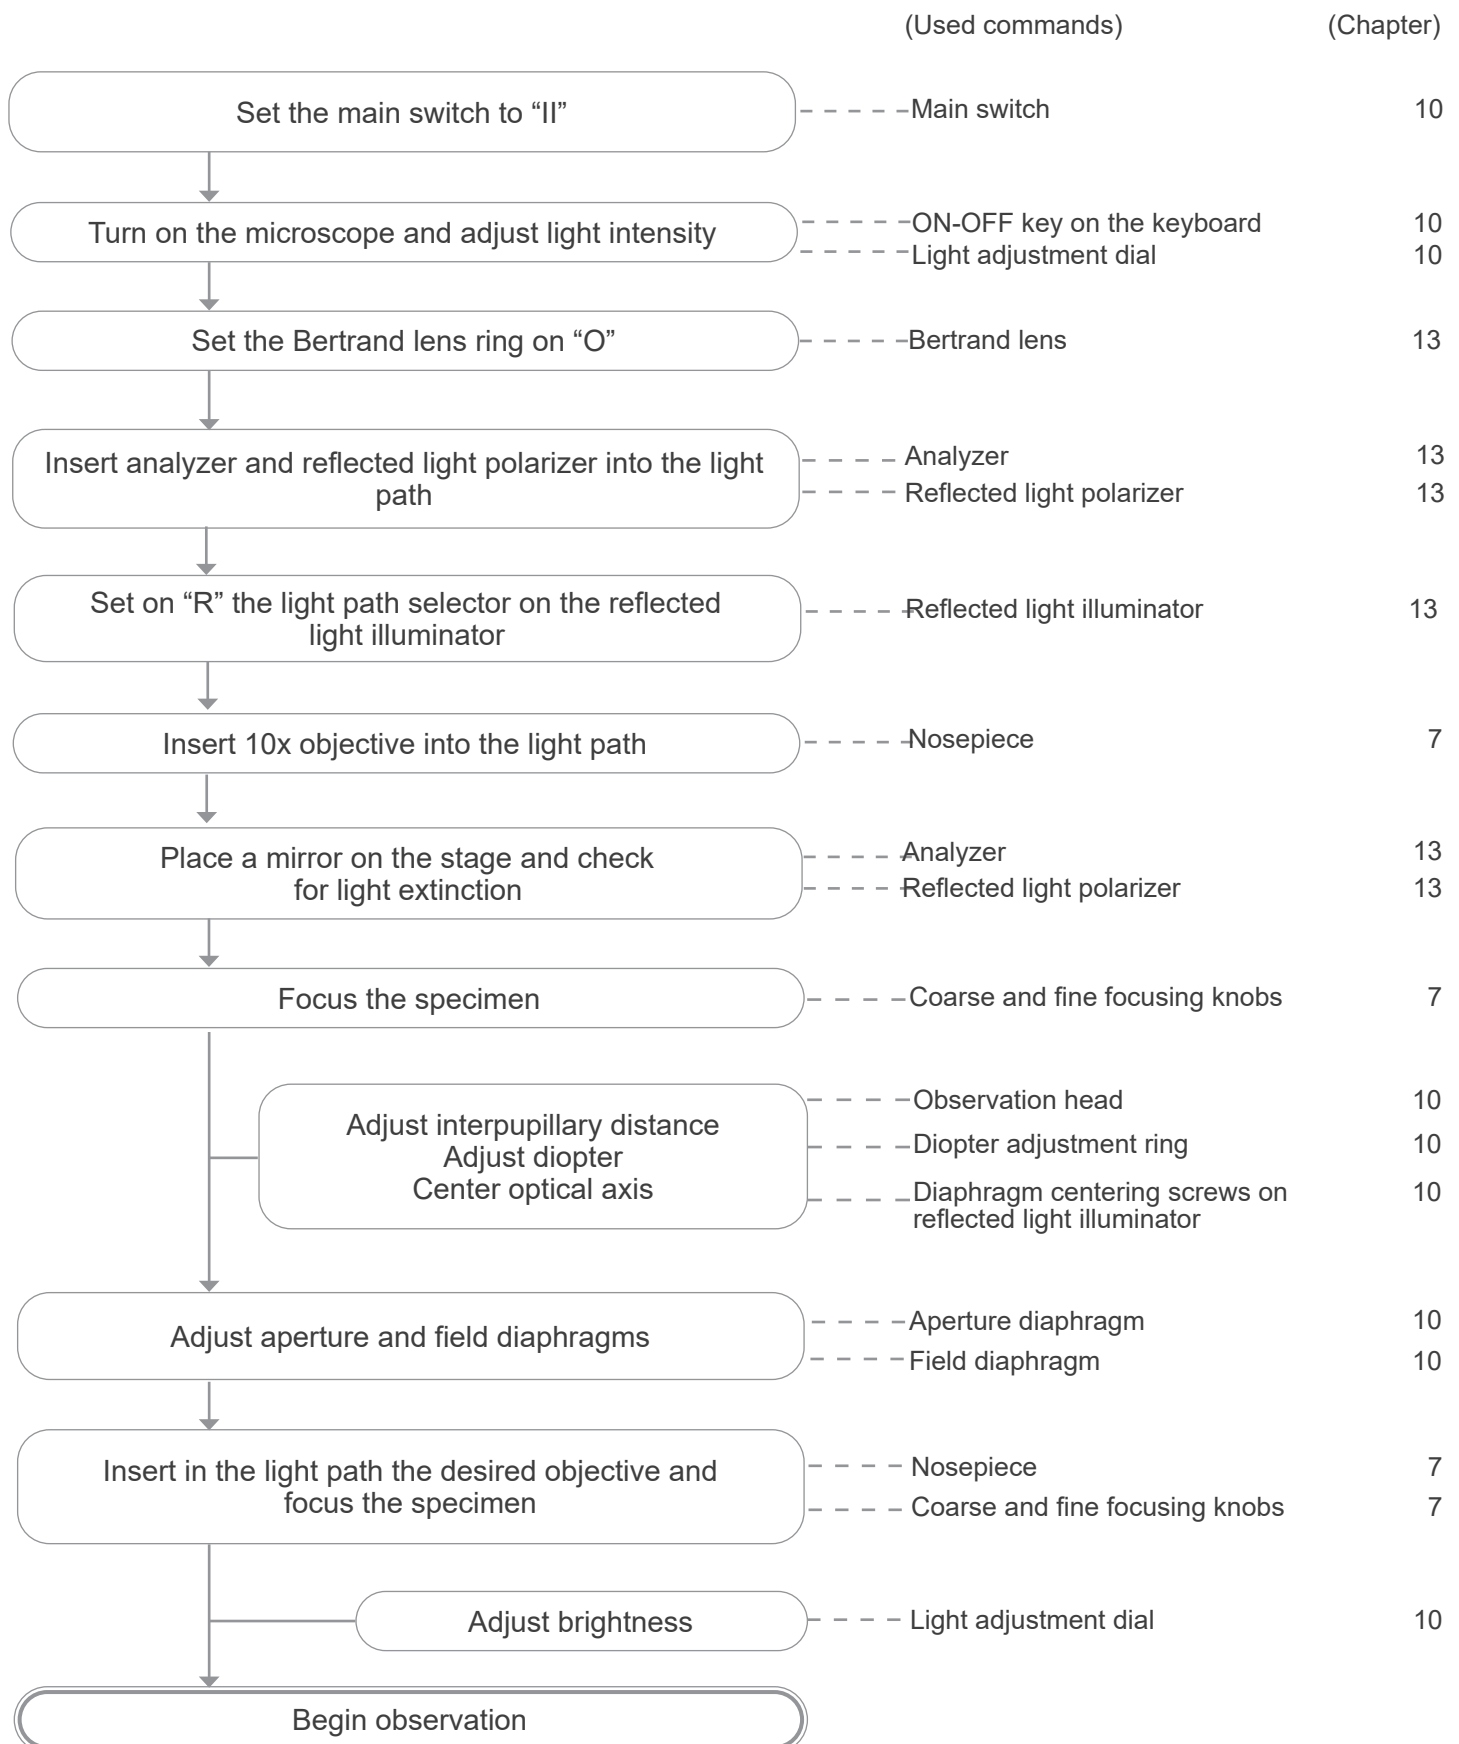 (Used commands) (Chapter)
Set the main switch to “II” Main switch 10
Turn on the microscope and adjust light intensity ON-OFF key on the keyboard 10
Light adjustment dial 10
Set the Bertrand lens ring on “O” Bertrand lens 13
Insert analyzer and reflected light polarizer into the light Analyzer 13
path Reflected light polarizer 13
Set on “R” the light path selector on the reflected Reflected light illuminator 13
light illuminator
Insert 10x objective into the light path Nosepiece 7
Place a mirror on the stage and check Analyzer 13
for light extinction Reflected light polarizer 13
Focus the specimen Coarse and fine focusing knobs 7
Adjust interpupillary distance Observation head 10
Adjust diopter Diopter adjustment ring 10
Center optical axis Diaphragm centering screws on 10
reflected light illuminator
Adjust aperture and field diaphragms Aperture diaphragm 10
Field diaphragm 10
Insert in the light path the desired objective and Nosepiece 7
focus the specimen Coarse and fine focusing knobs 7
Adjust brightness Light adjustment dial 10
Begin observation